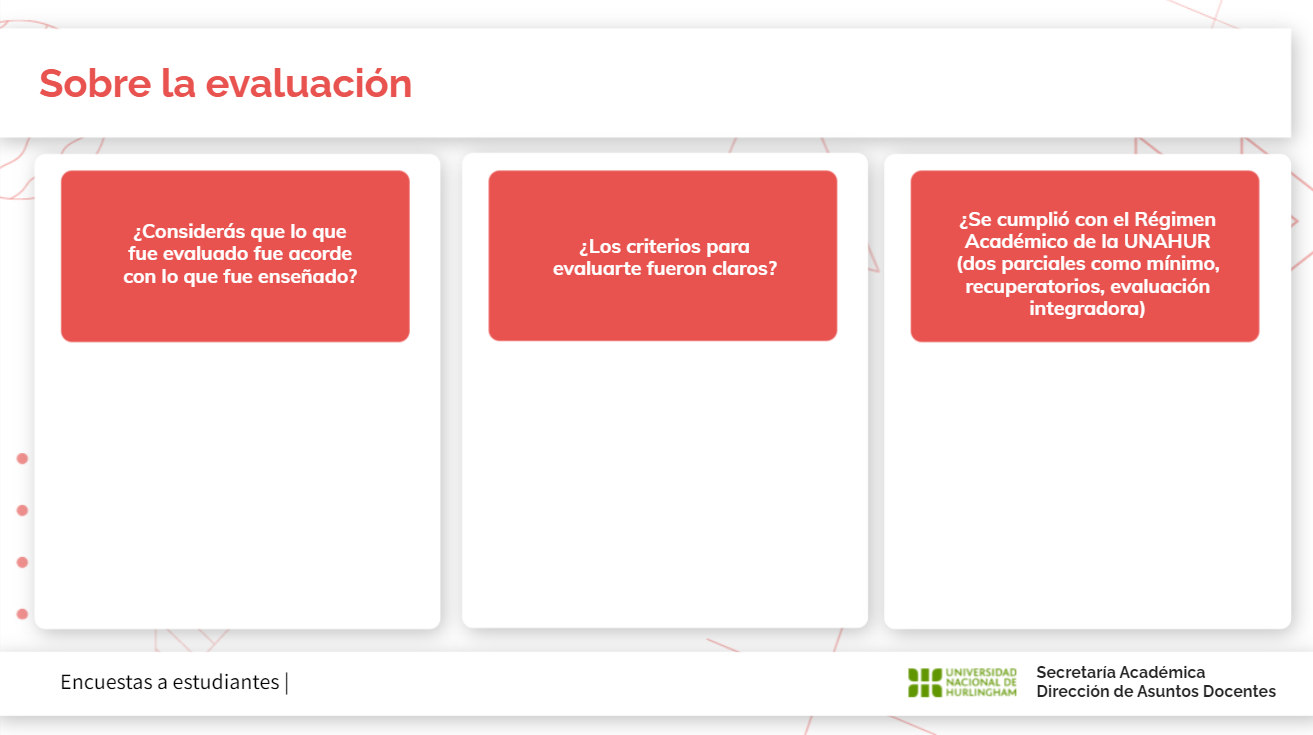 Sobre la evaluación
¿Considerás que lo que
fue evaluado fue acorde
con lo que fue enseñado?
¿Los criterios para
evaluarte fueron claros?
¿Se cumplió con el Régimen
Académico de la UNAHUR
(dos parciales como mínimo,
recuperatorios, evaluación
integradora)
Encuestas a estudiantes |
UNIVERSIDAD
NACIONAL DE
HURLINGHAM
Secretaría Académica
Dirección de Asuntos Docentes